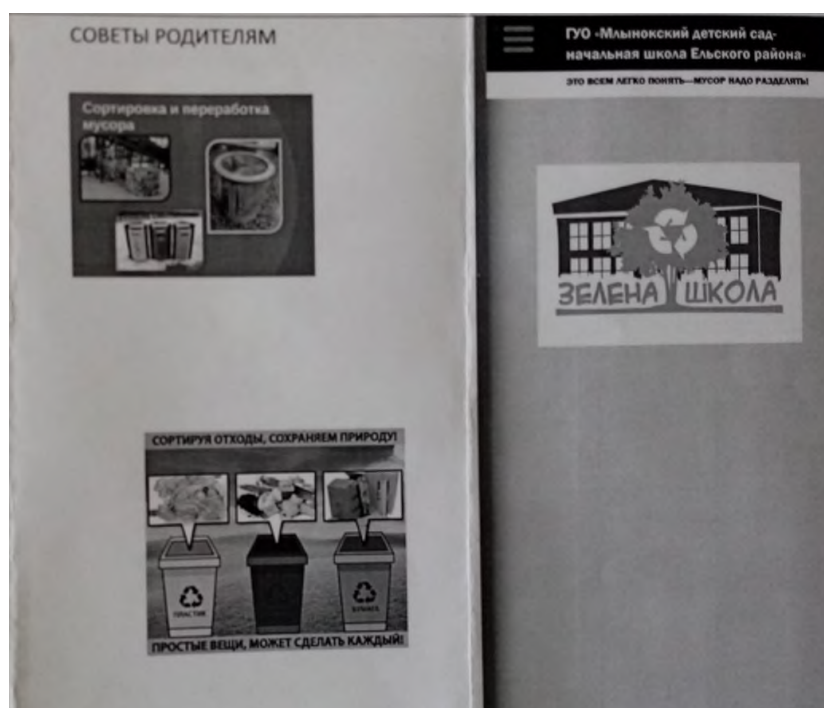 СОВЕТЫ РОДИТЕЛЯМ
Сортировка и переработка
мусора
СОРТИРУЯ ОТХОДЫ, СОХРАНЯЕМ ПРИРОДУ!
ПЛАСТИК
БУМАГА
ПРОСТЫЕ ВЕЩИ, МОЖЕТ СДЕЛАТЬ КАЖДЫЙ!
ГУО «Млынокский детский сад-
начальная школа Ельского района»
ЭТО ВСЕМ ЛЕГКО ПОНЯТЬ—МУСОР НАДО РАЗДЕЛЯТЬ!
ЗЕЛЕНА ШКОЛА